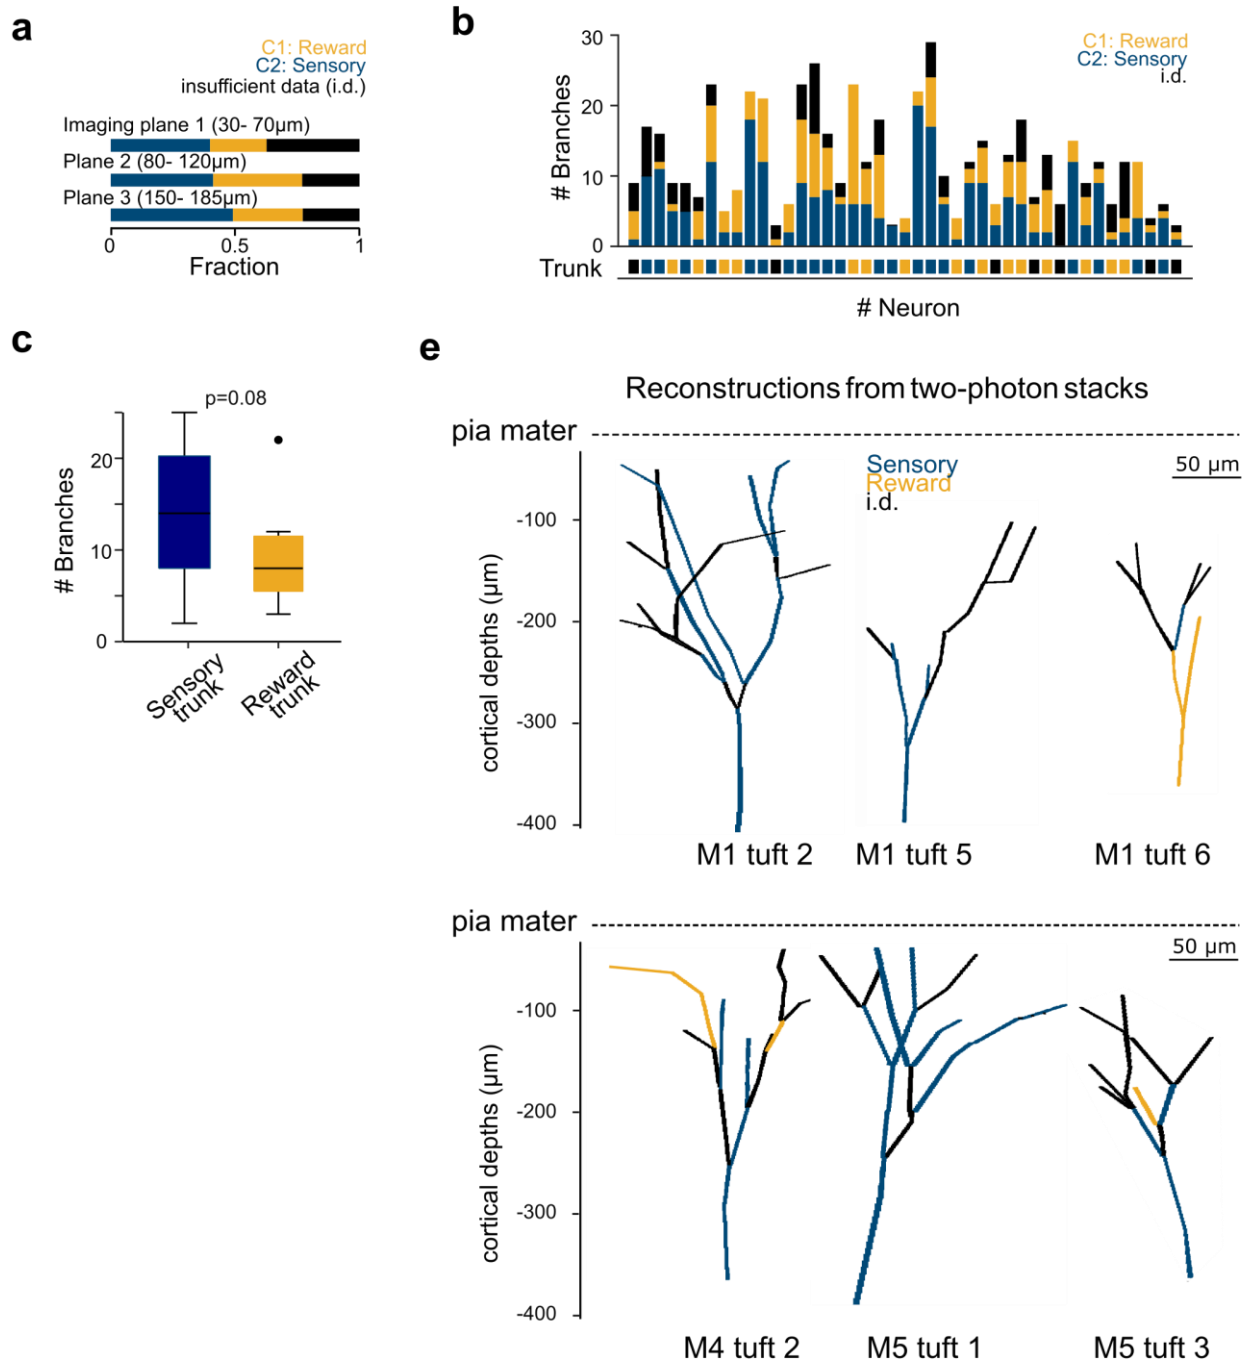 a
C1: Reward
C2: Sensory
insufficient data (i.d.)
Imaging plane 1 (30- 70µm)
Plane 2 (80- 120µm)
Plane 3 (150- 185µm)
0 0.5 1
Fraction
b
C1: Reward
C2: Sensory
i.d.
30
20
10
0
# Branches
Trunk
# Neuron
c
p=0.08
20
10
0
# Branches
Sensory trunk
Reward trunk
e
Reconstructions from two-photon stacks
pia mater
Sensory
Reward
i.d.
50 µm
-100
-200
-300
-400
cortical depths (µm)
M1 tuft 2 M1 tuft 5 M1 tuft 6
pia mater
50 µm
-100
-200
-300
-400
cortical depths (µm)
M4 tuft 2 M5 tuft 1 M5 tuft 3